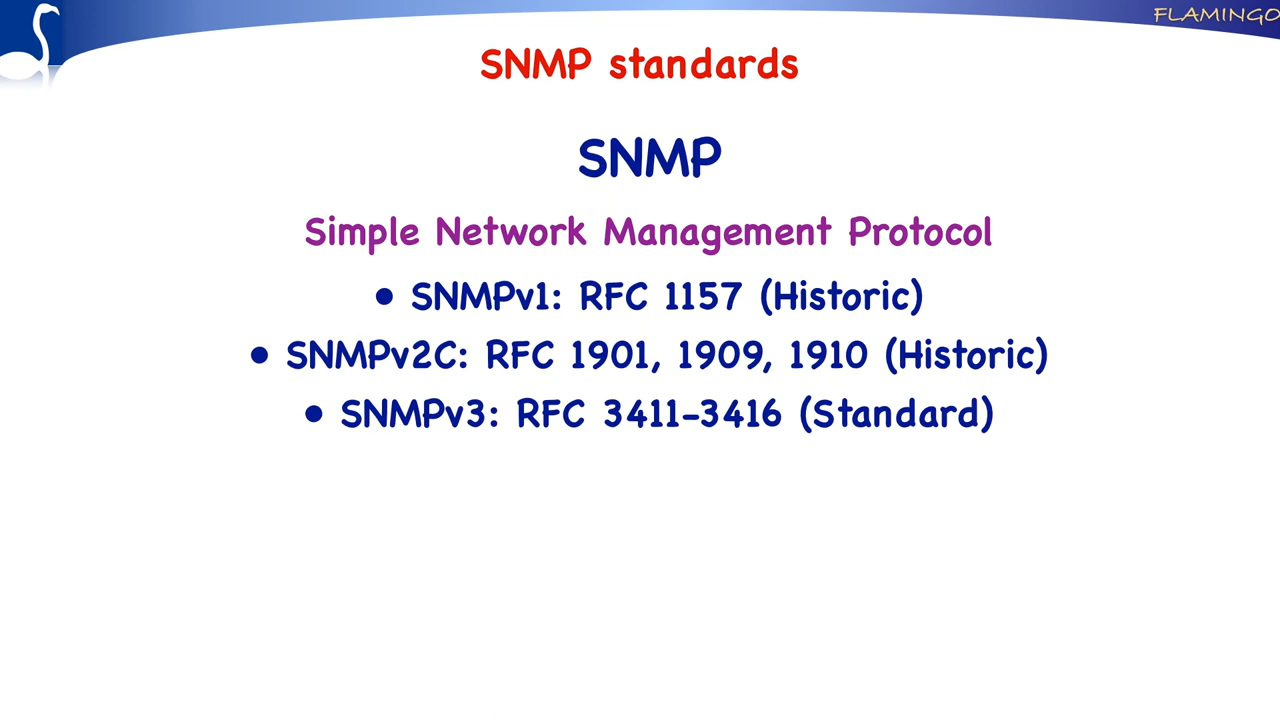 FLAMINGO
SNMP standards
SNMP
Simple Network Management Protocol
• SNMPv1: RFC 1157 (Historic)
• SNMPv2C: RFC 1901, 1909, 1910 (Historic)
• SNMPv3: RFC 3411-3416 (Standard)